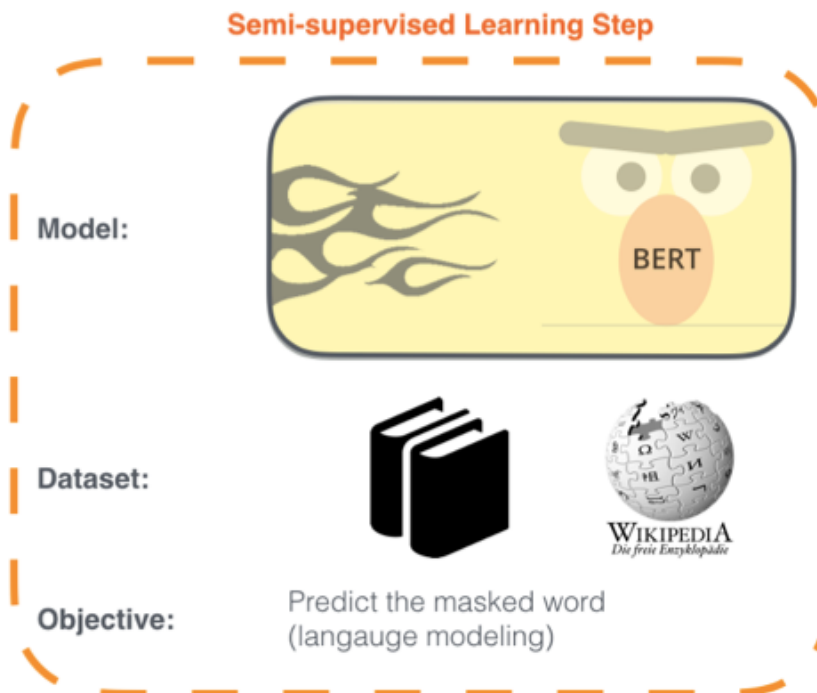 Semi-supervised Learning Step
Model:
BERT
Dataset:
WIKIPEDIA
Die freie Enzyklopädie
Objective:
Predict the masked word
(langauge modeling)